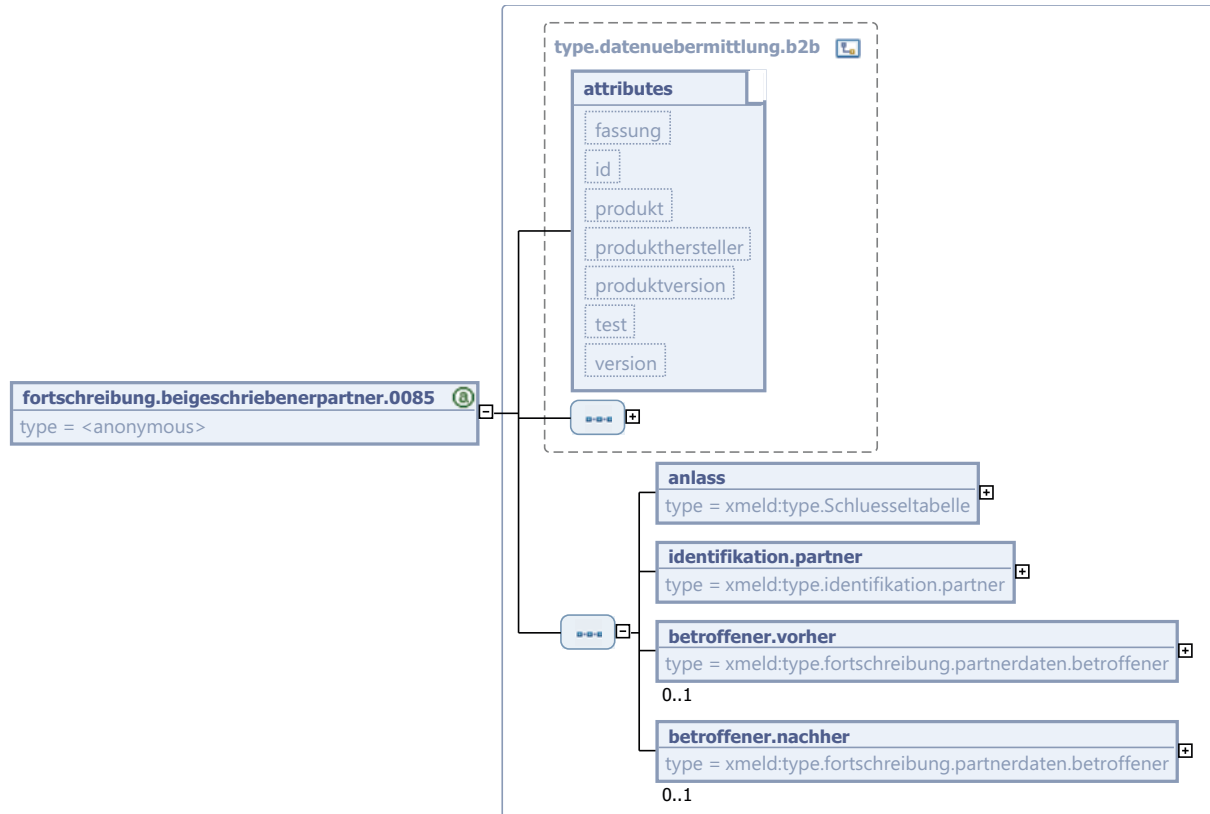 type.datenuebermittlung.b2b
attributes
fassung
id
produkt
produkthersteller
produktversion
test
version
fortschreibung.beigeschriebenerpartner.0085
type = <anonymous>
anlass
type = xmeld:type.Schluesseltabelle
identifikation.partner
type = xmeld:type.identifikation.partner
betroffener.vorher
type = xmeld:type.fortschreibung.partnerdaten.betroffener
0..1
betroffener.nachher
type = xmeld:type.fortschreibung.partnerdaten.betroffener
0..1